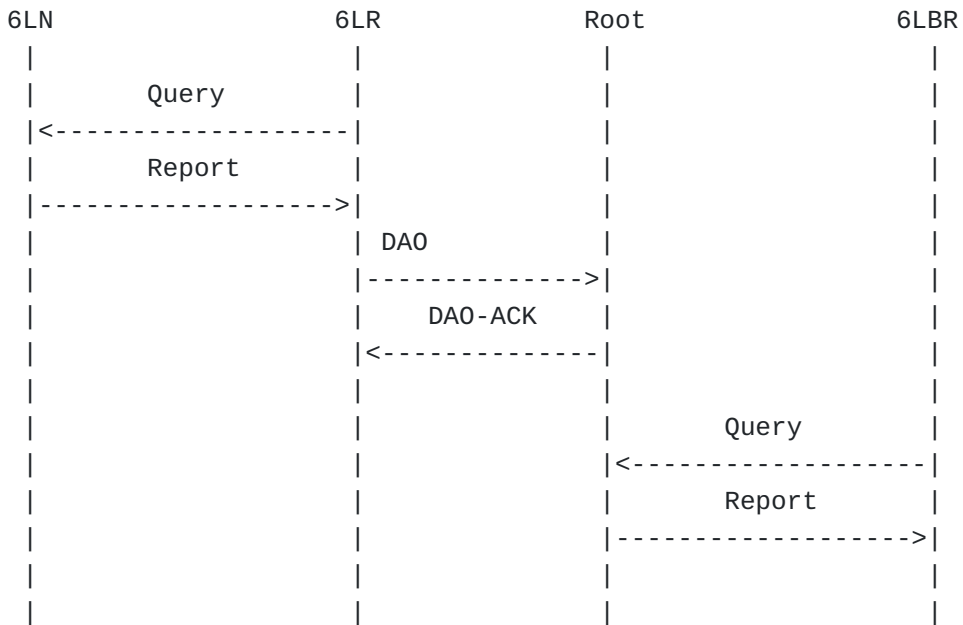 6LN 6LR Root 6LBR
Query
Report
DAO
DAO-ACK
Query
Report